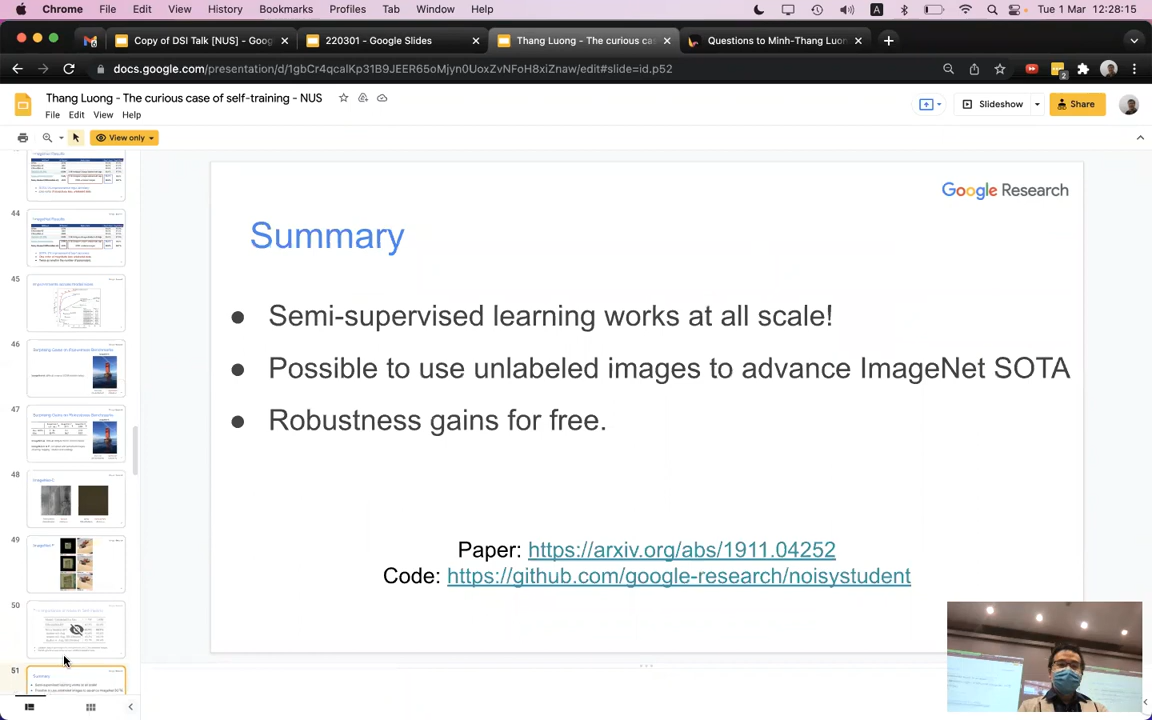 Chrome File Edit View History Bookmarks Profiles Tab Window Help A Tue 1 Mar 12:28:15
Copy of DSI Talk [NUS] - Goog 220301 - Google Slides Thang Luong - The curious cas Questions to Minh-Thang Luon
docs.google.com/presentation/d/1gbCr4qcalKp31B9JEER65oMjyn0UoxZvNFoH8xiZnaw/edit#slide=id.p52
2
Thang Luong - The curious case of self-training - NUS
Slideshow
Share
File Edit View Help
View only
Google Research
Summary
Semi-supervised learning works at all scale!
Possible to use unlabeled images to advance ImageNet SOTA
Robustness gains for free.
Paper: https://arxiv.org/abs/1911.04252
Code: https://github.com/google-research/noisystudent
44
45
46
47
48
49
50
51
Summary